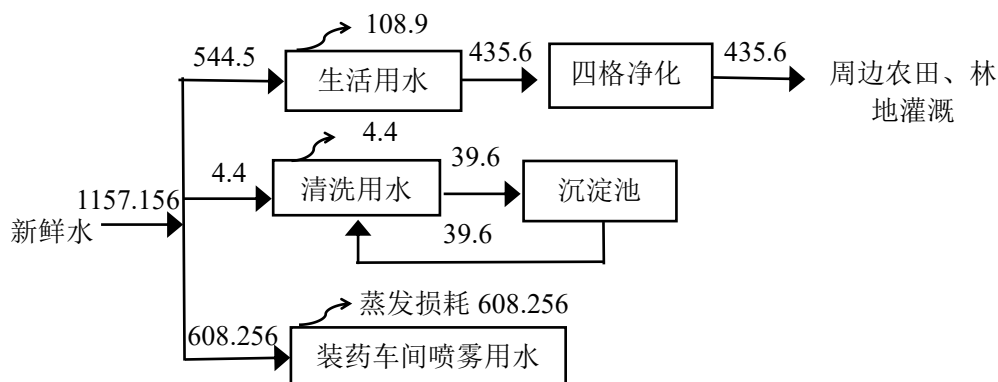 108.9
544.5
生活用水
435.6
四格净化
435.6
周边农田、林
地灌溉
4.4
4.4
清洗用水
39.6
沉淀池
39.6
1157.156
新鲜水
蒸发损耗 608.256
608.256
装药车间喷雾用水